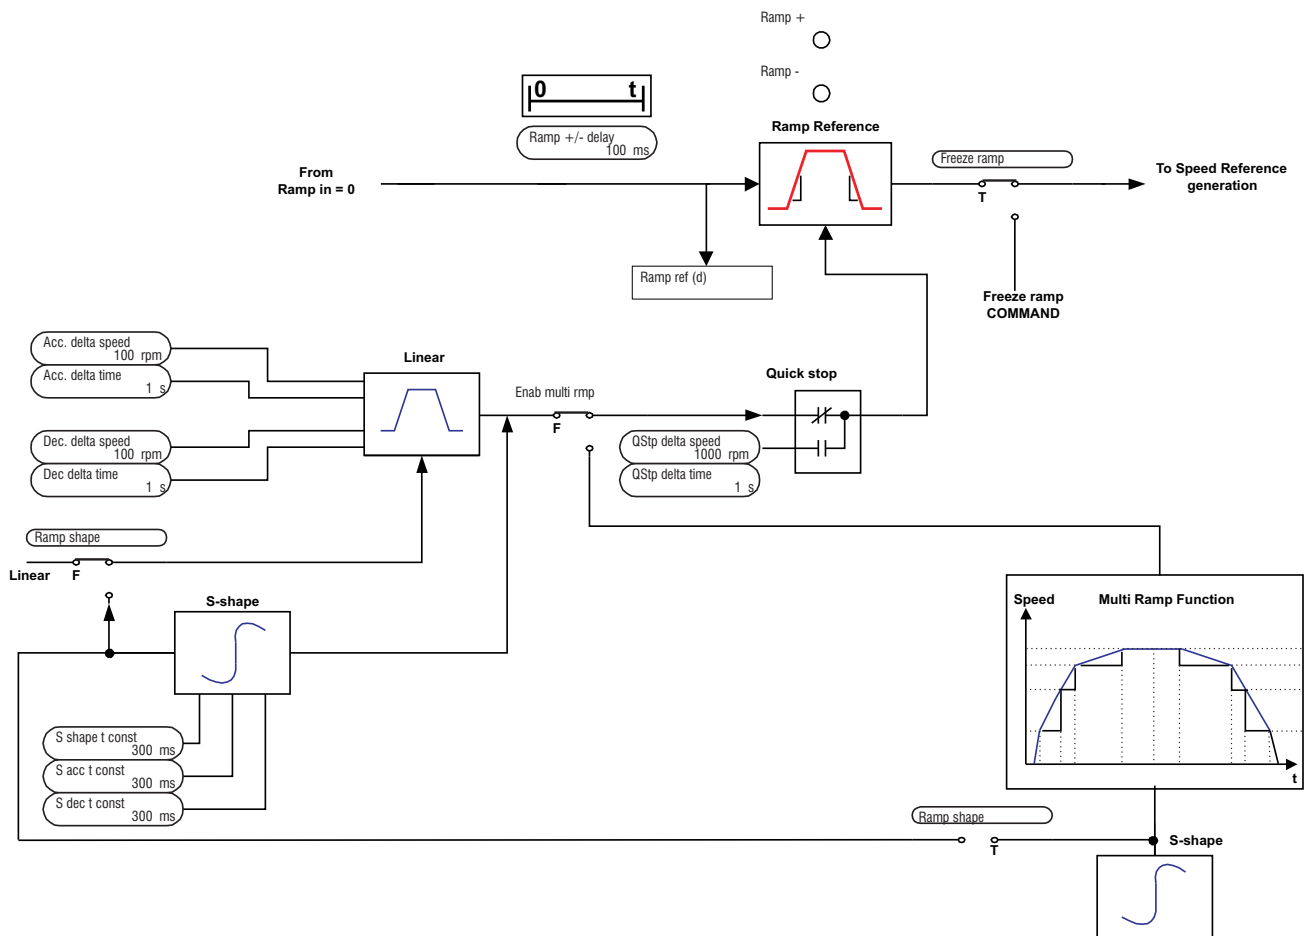 Ramp +
Ramp -
0 t
Ramp +/- delay
100 ms
Ramp Reference
Freeze ramp
From
Ramp in = 0
T
To Speed Reference
generation
Ramp ref (d)
Freeze ramp
COMMAND
Acc. delta speed
100 rpm
Acc. delta time
1 s
Linear
Quick stop
Enab multi rmp
F
Dec. delta speed
100 rpm
Dec delta time
1 s
QStp delta speed
1000 rpm
QStp delta time
1 s
Ramp shape
Linear
F
S-shape
Speed
Multi Ramp Function
t
S shape t const
300 ms
S acc t const
300 ms
S dec t const
300 ms
Ramp shape
T
S-shape